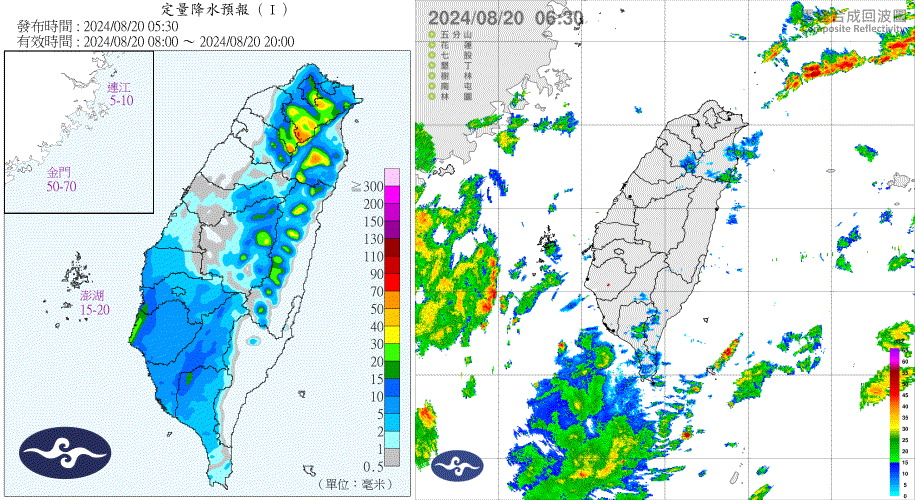 定量降水預報 ( I )
發布時間 : 2024/08/20 05:30
有效時間 : 2024/08/20 08:00 ～ 2024/08/20 20:00
連江
5-10
金門
50-70
澎湖
15-20
≧
300
200
150
130
110
90
70
50
40
30
20
15
10
5
2
1
0.5
(單位：毫米)
2024/08/20 06:30
五分山
花蓮
七股
墾丁
樹林
南屯
林園
雷達合成回波圖
Composite Reflectivity
dBZ
65
60
55
50
45
40
35
30
25
20
15
10
5
0